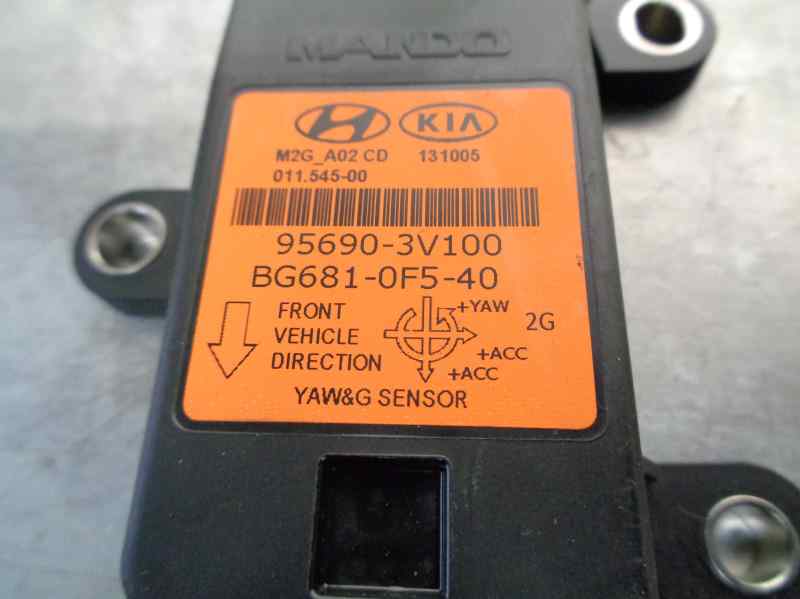 MANDO
KIA
M2G_A02 CD 131005
011.545-00
95690-3V100
BG681-0F5-40
FRONT
VEHICLE
DIRECTION
+YAW
2G
+ACC
+ACC
YAW&G SENSOR